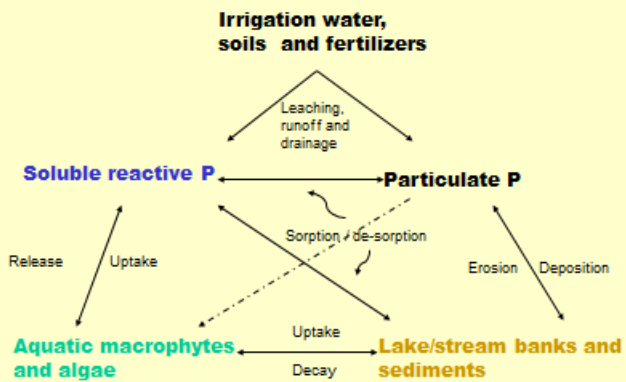 Irrigation water,
soils and fertilizers
Leaching,
runoff and
drainage
Soluble reactive P
Particulate P
Sorption / de-sorption
Release
Uptake
Erosion
Deposition
Uptake
Aquatic macrophytes
and algae
Lake/stream banks and
sediments
Decay